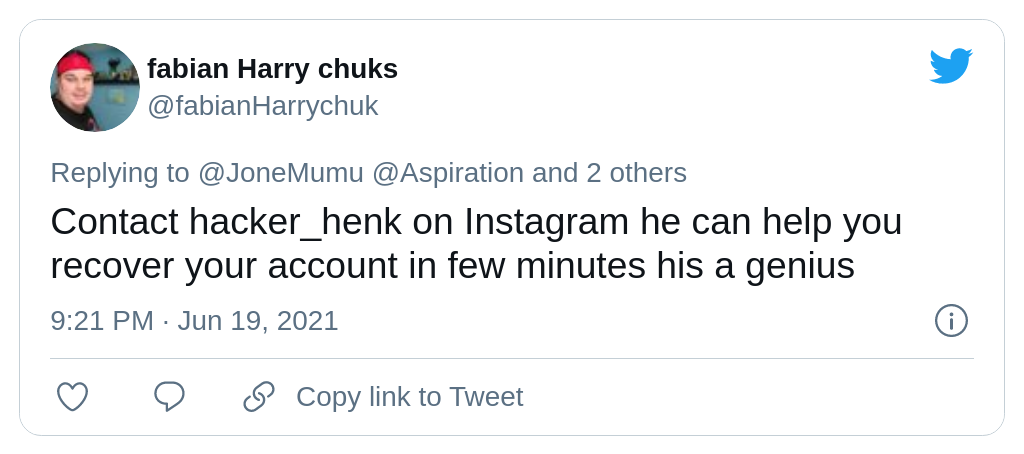 fabian Harry chuks
@fabianHarrychuk
Replying to @JoneMumu @Aspiration and 2 others
Contact hacker_henk on Instagram he can help you
recover your account in few minutes his a genius
9:21 PM · Jun 19, 2021
Copy link to Tweet